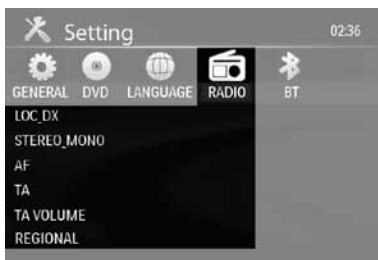 Setting 02:36
GENERAL DVD LANGUAGE RADIO BT
LOC_DX
STEREO_MONO
AF
TA
TA VOLUME
REGIONAL